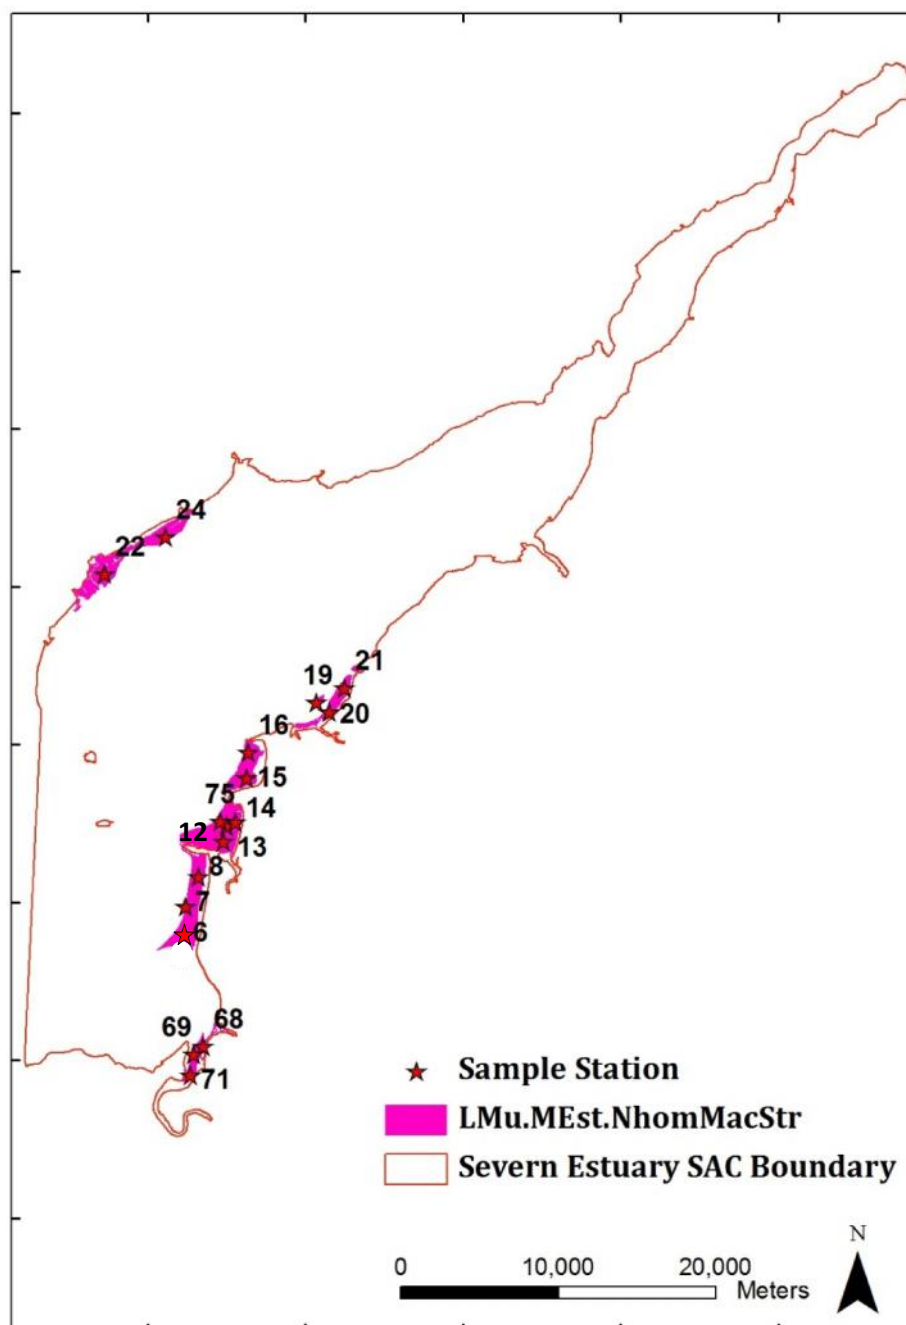 24
22
21
19
20
16
15
75
14
12
13
8
7
6
68
69
71
Sample Station
LMu.MEst.NhomMacStr
Severn Estuary SAC Boundary
N
0 10,000 20,000
Meters